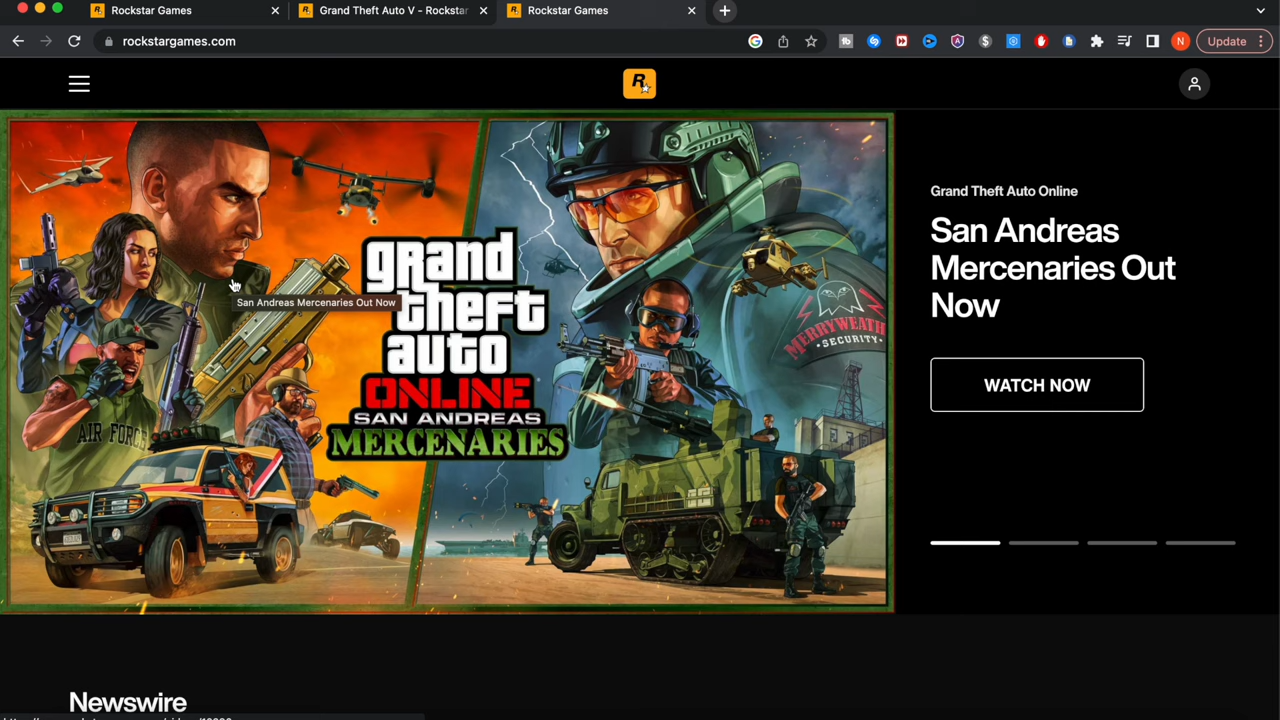 Rockstar Games
Grand Theft Auto V - Rockstar
Rockstar Games
rockstargames.com
N
Update
R
Grand Theft Auto Online
San Andreas
Mercenaries Out
Now
WATCH NOW
grand
theft
auto
ONLINE
SAN ANDREAS
MERCENARIES
San Andreas Mercenaries Out Now
AIR FORCE
MERRYWEATH
SECURITY
Newswire